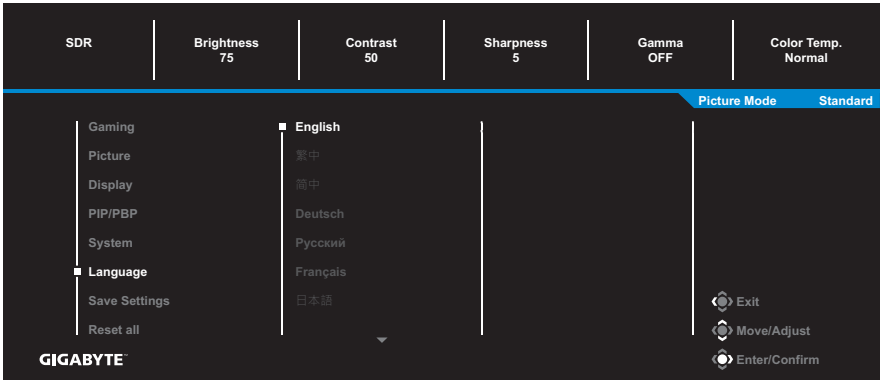 SDR
Brightness
75
Contrast
50
Sharpness
5
Gamma
OFF
Color Temp.
Normal
Picture Mode Standard
Gaming
Picture
Display
PIP/PBP
System
Language
Save Settings
Reset all
English
繁中
简中
Deutsch
Русский
Français
日本語
Exit
Move/Adjust
Enter/Confirm
GIGABYTE™